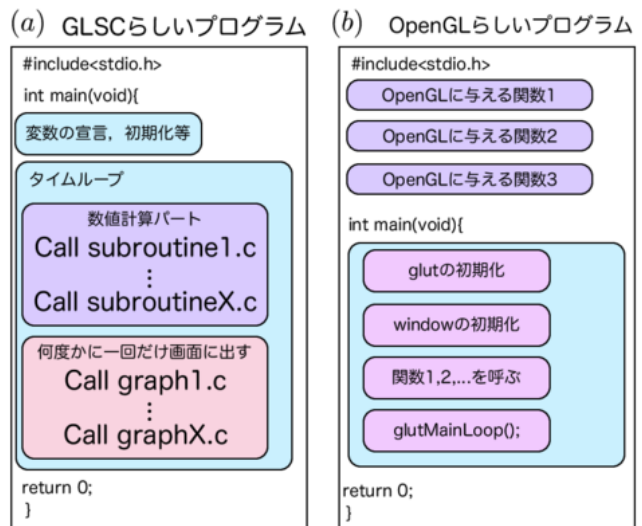 (a) GLSCらしいプログラム
#include<stdio.h>
int main(void){
変数の宣言，初期化等
タイムループ
数値計算パート
Call subroutine1.c
⋮
Call subroutineX.c
何度かに一回だけ画面に出す
Call graph1.c
⋮
Call graphX.c
return 0;
}
(b) OpenGLらしいプログラム
#include<stdio.h>
OpenGLに与える関数1
OpenGLに与える関数2
OpenGLに与える関数3
int main(void){
glutの初期化
windowの初期化
関数1,2,...を呼ぶ
glutMainLoop();
return 0;
}